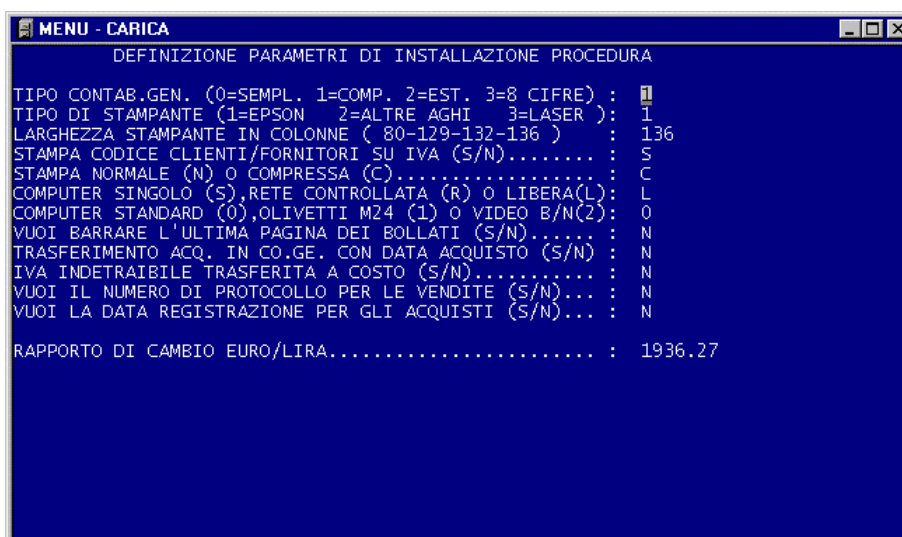 MENU - CARICA
DEFINIZIONE PARAMETRI DI INSTALLAZIONE PROCEDURA
TIPO CONTAB.GEN. (0=SEMPL. 1=COMP. 2=EST. 3=8 CIFRE) : 1
TIPO DI STAMPANTE (1=EPSON 2=ALTRE AGHI 3=LASER ): 1
LARGHEZZA STAMPANTE IN COLONNE ( 80-129-132-136 ) : 136
STAMPA CODICE CLIENTI/FORNITORI SU IVA (S/N)........ : S
STAMPA NORMALE (N) O COMPRESSA (C).................. : C
COMPUTER SINGOLO (S),RETE CONTROLLATA (R) O LIBERA(L): L
COMPUTER STANDARD (0),OLIVETTI M24 (1) O VIDEO B/N(2): 0
VUOI BARRARE L'ULTIMA PAGINA DEI BOLLATI (S/N)...... : N
TRASFERIMENTO ACQ. IN CO.GE. CON DATA ACQUISTO (S/N) : N
IVA INDETRAIBILE TRASFERITA A COSTO (S/N)........... : N
VUOI IL NUMERO DI PROTOCOLLO PER LE VENDITE (S/N)... : N
VUOI LA DATA REGISTRAZIONE PER GLI ACQUISTI (S/N)... : N
RAPPORTO DI CAMBIO EURO/LIRA........................ : 1936.27